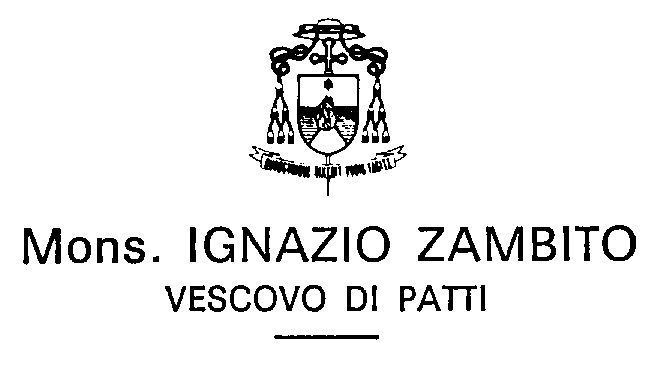 Mons. IGNAZIO ZAMBITO
VESCOVO DI PATTI